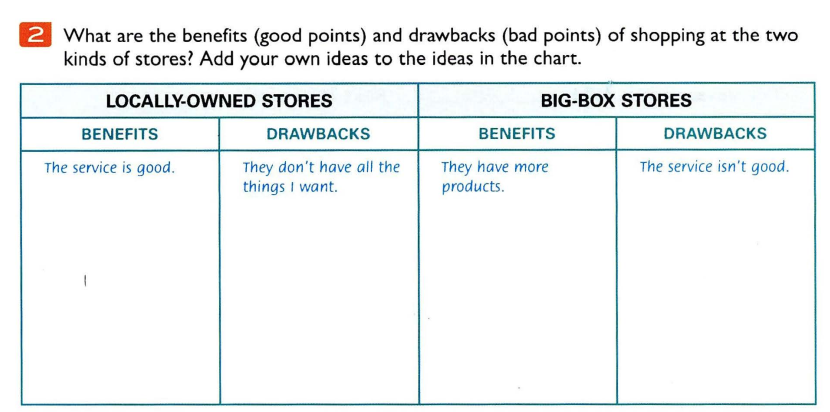 2 What are the benefits (good points) and drawbacks (bad points) of shopping at the two
kinds of stores? Add your own ideas to the ideas in the chart.
LOCALLY-OWNED STORES BIG-BOX STORES
BENEFITS DRAWBACKS BENEFITS DRAWBACKS
The service is good. They don't have all the They have more The service isn't good.
things I want. products.